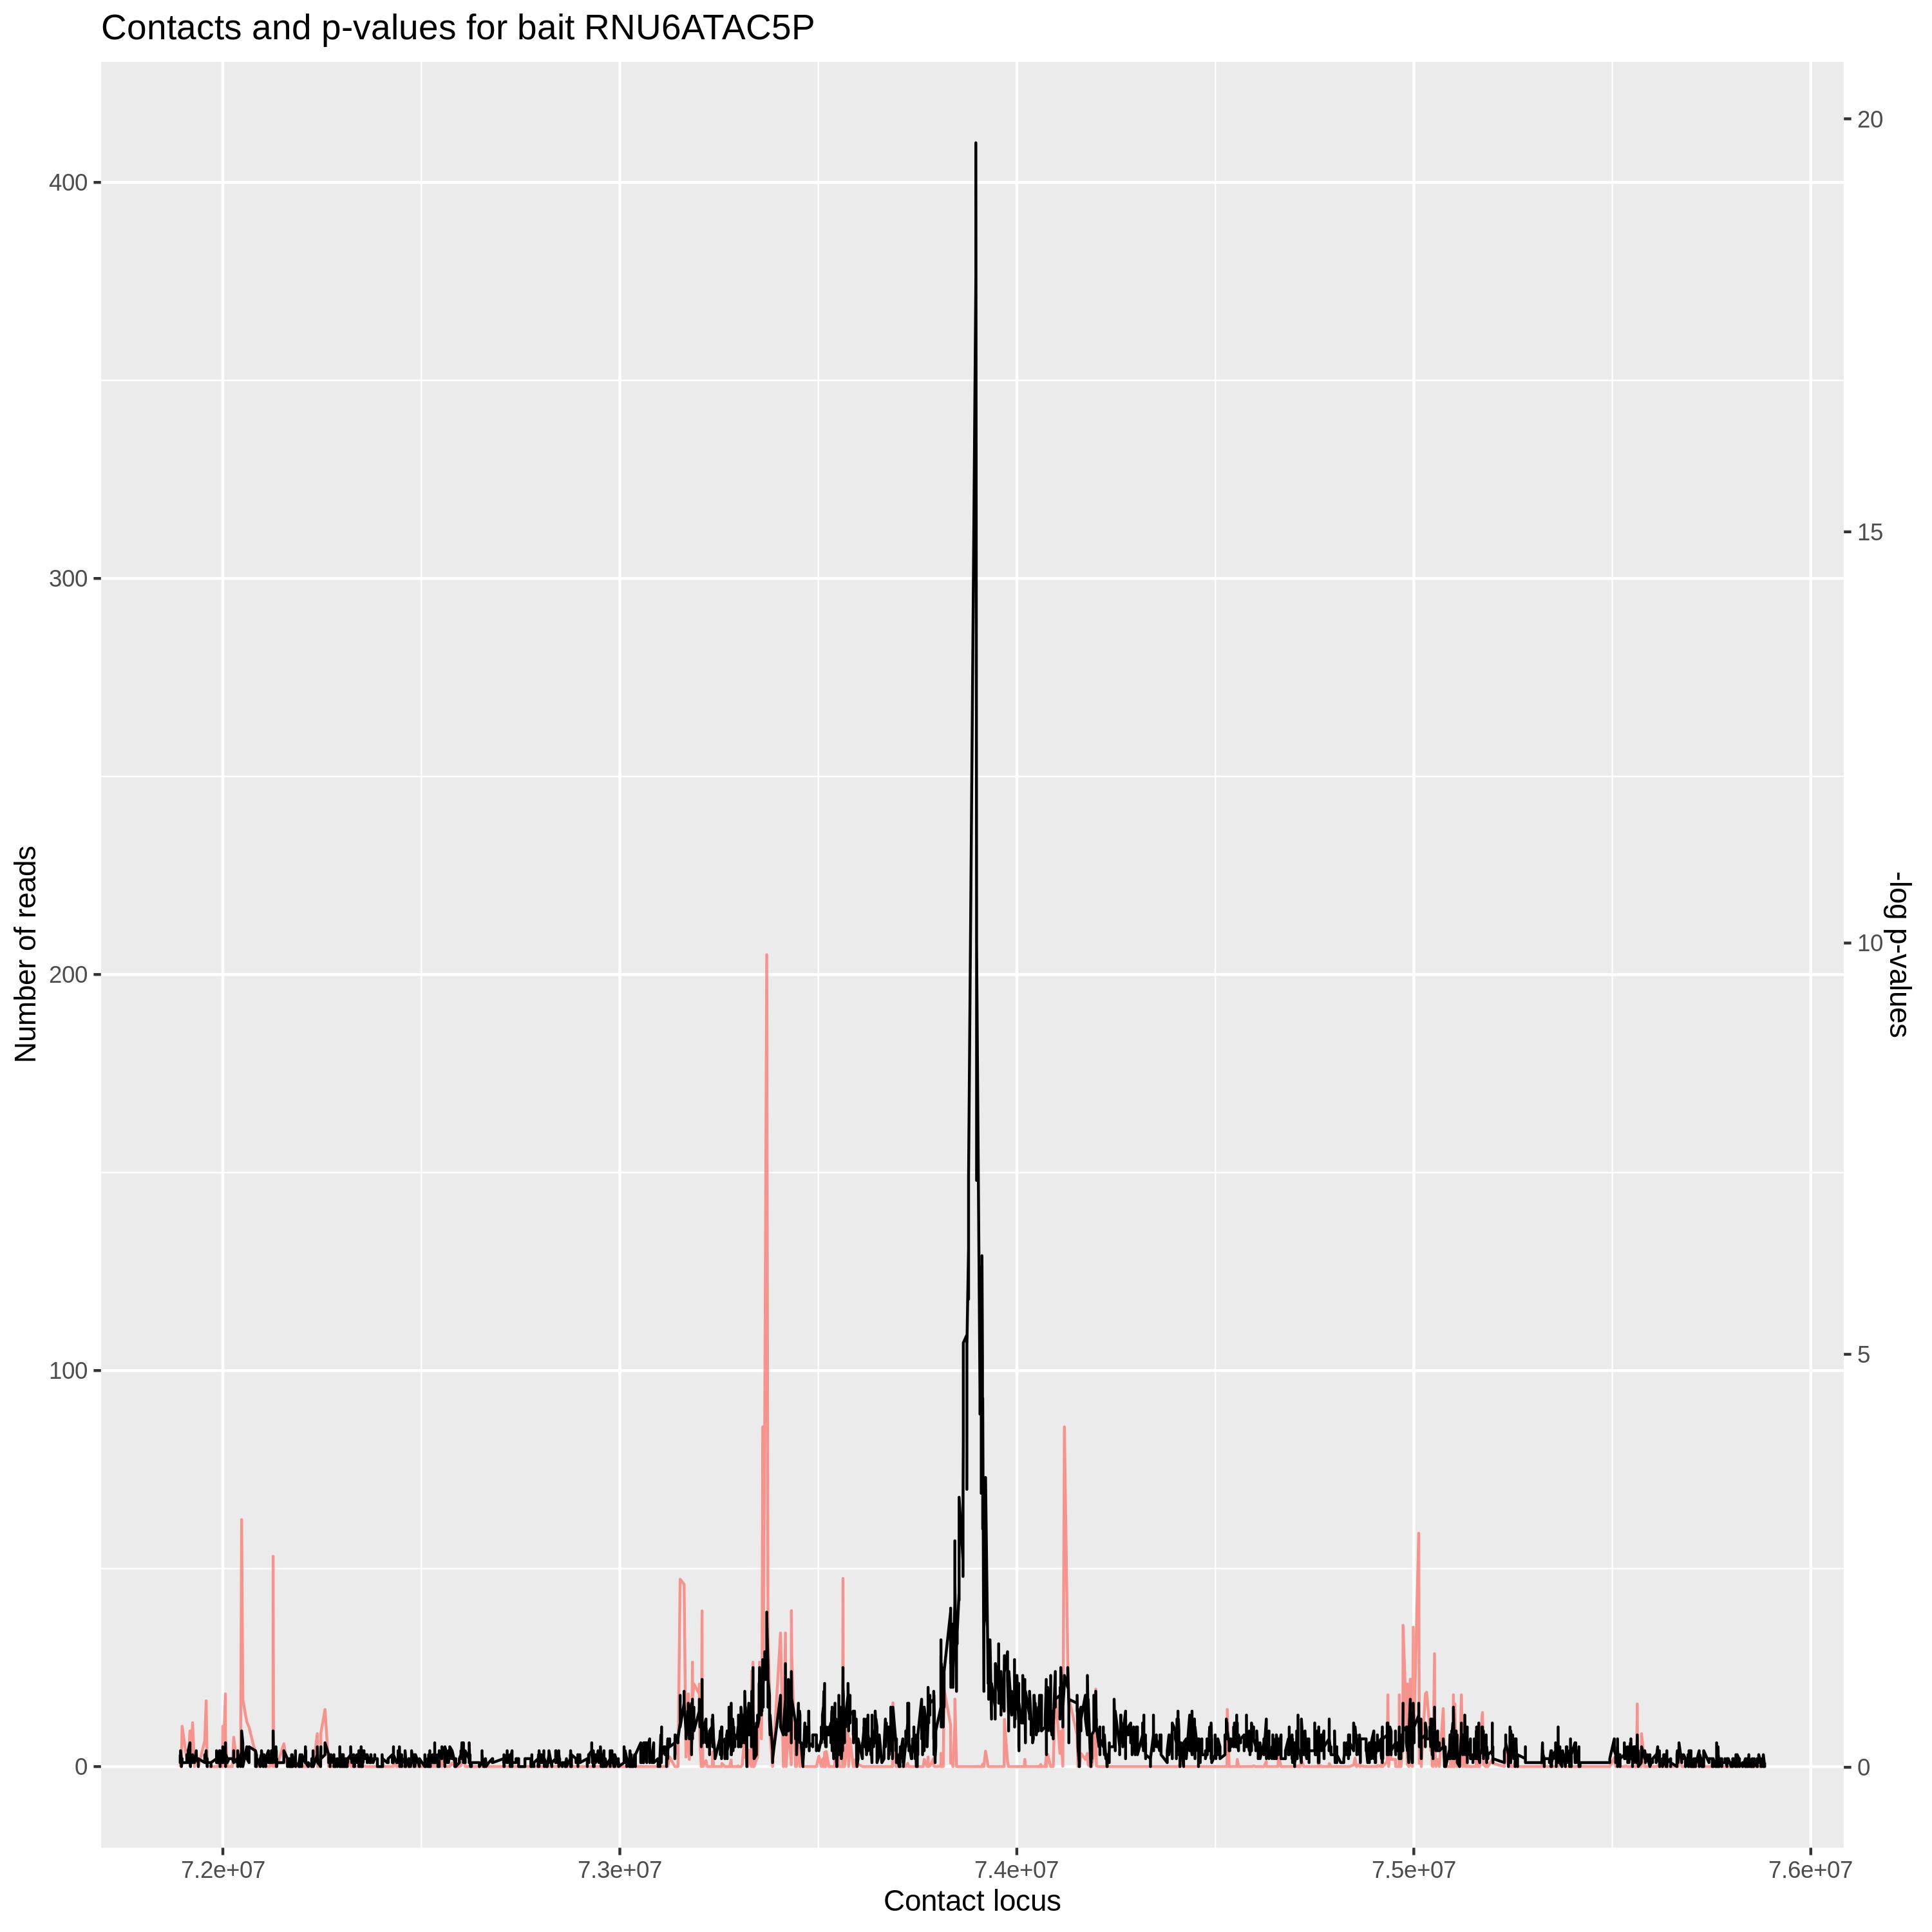 Contacts and p-values for bait RNU6ATAC5P
400
300
200
100
0
Number of reads
20
15
10
5
0
-log p-values
7.2e+07
7.3e+07
7.4e+07
7.5e+07
7.6e+07
Contact locus